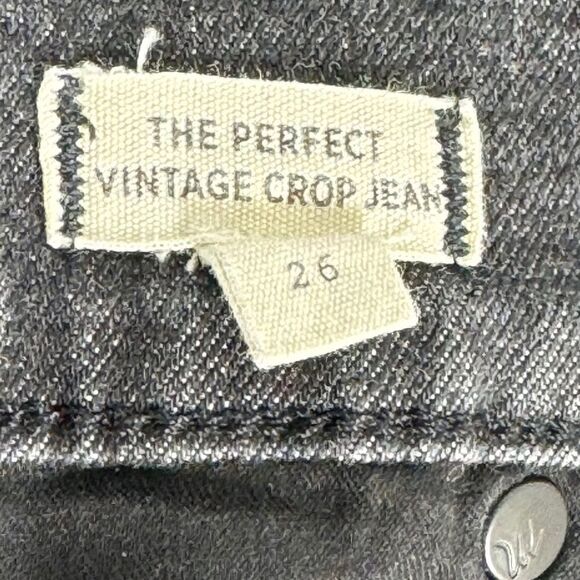 THE PERFECT
VINTAGE CROP JEAN
26